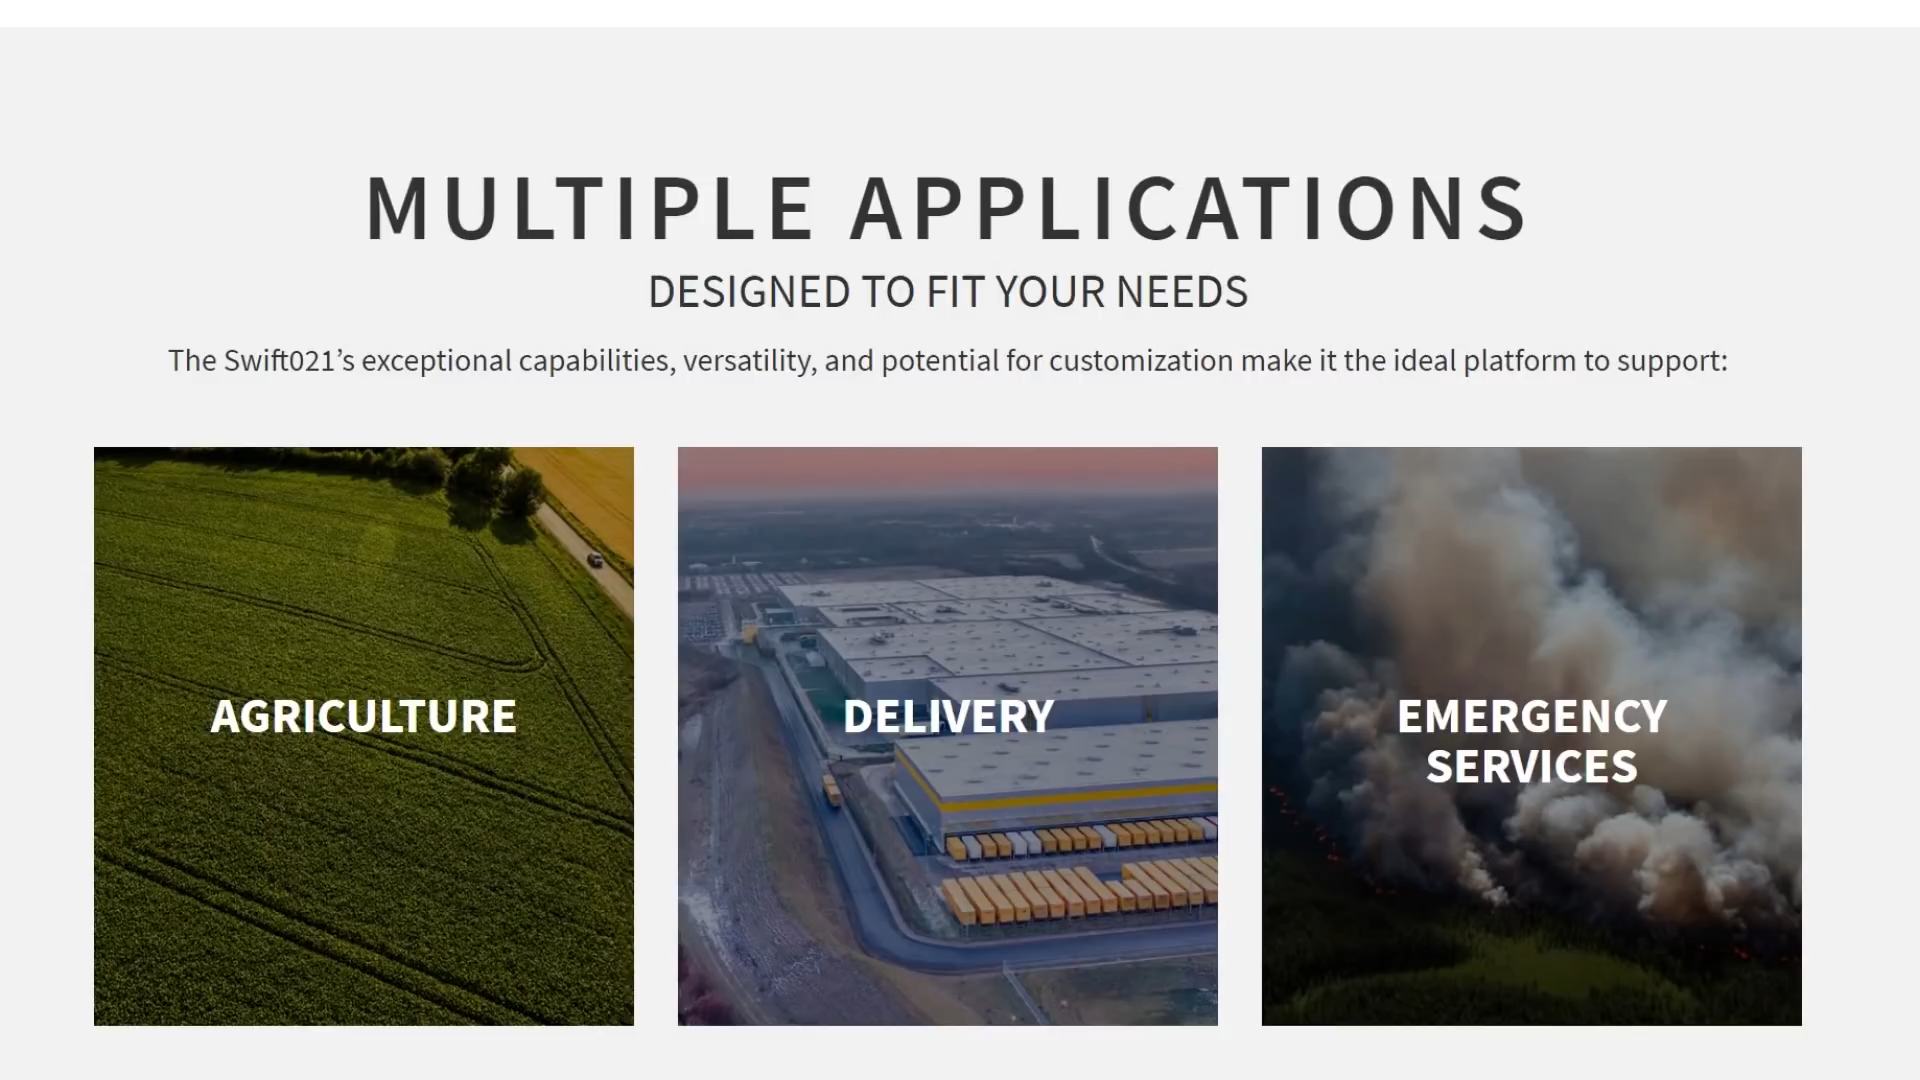 MULTIPLE APPLICATIONS
DESIGNED TO FIT YOUR NEEDS
The Swift021’s exceptional capabilities, versatility, and potential for customization make it the ideal platform to support:
AGRICULTURE
DELIVERY
EMERGENCY
SERVICES